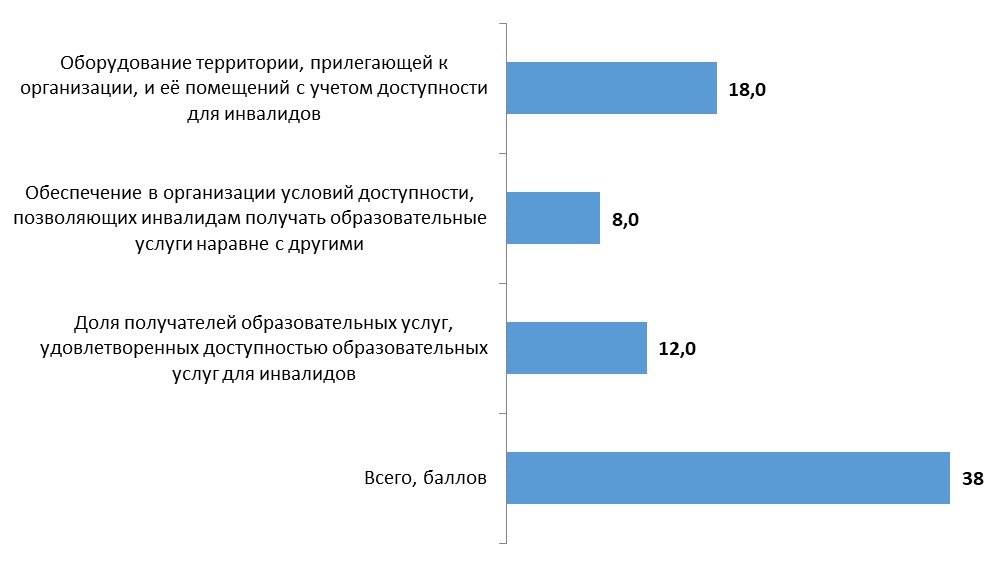 Оборудование территории, прилегающей к
организации, и её помещений с учетом доступности
для инвалидов
18,0
Обеспечение в организации условий доступности,
позволяющих инвалидам получать образовательные
услуги наравне с другими
8,0
Доля получателей образовательных услуг,
удовлетворенных доступностью образовательных
услуг для инвалидов
12,0
Всего, баллов
38